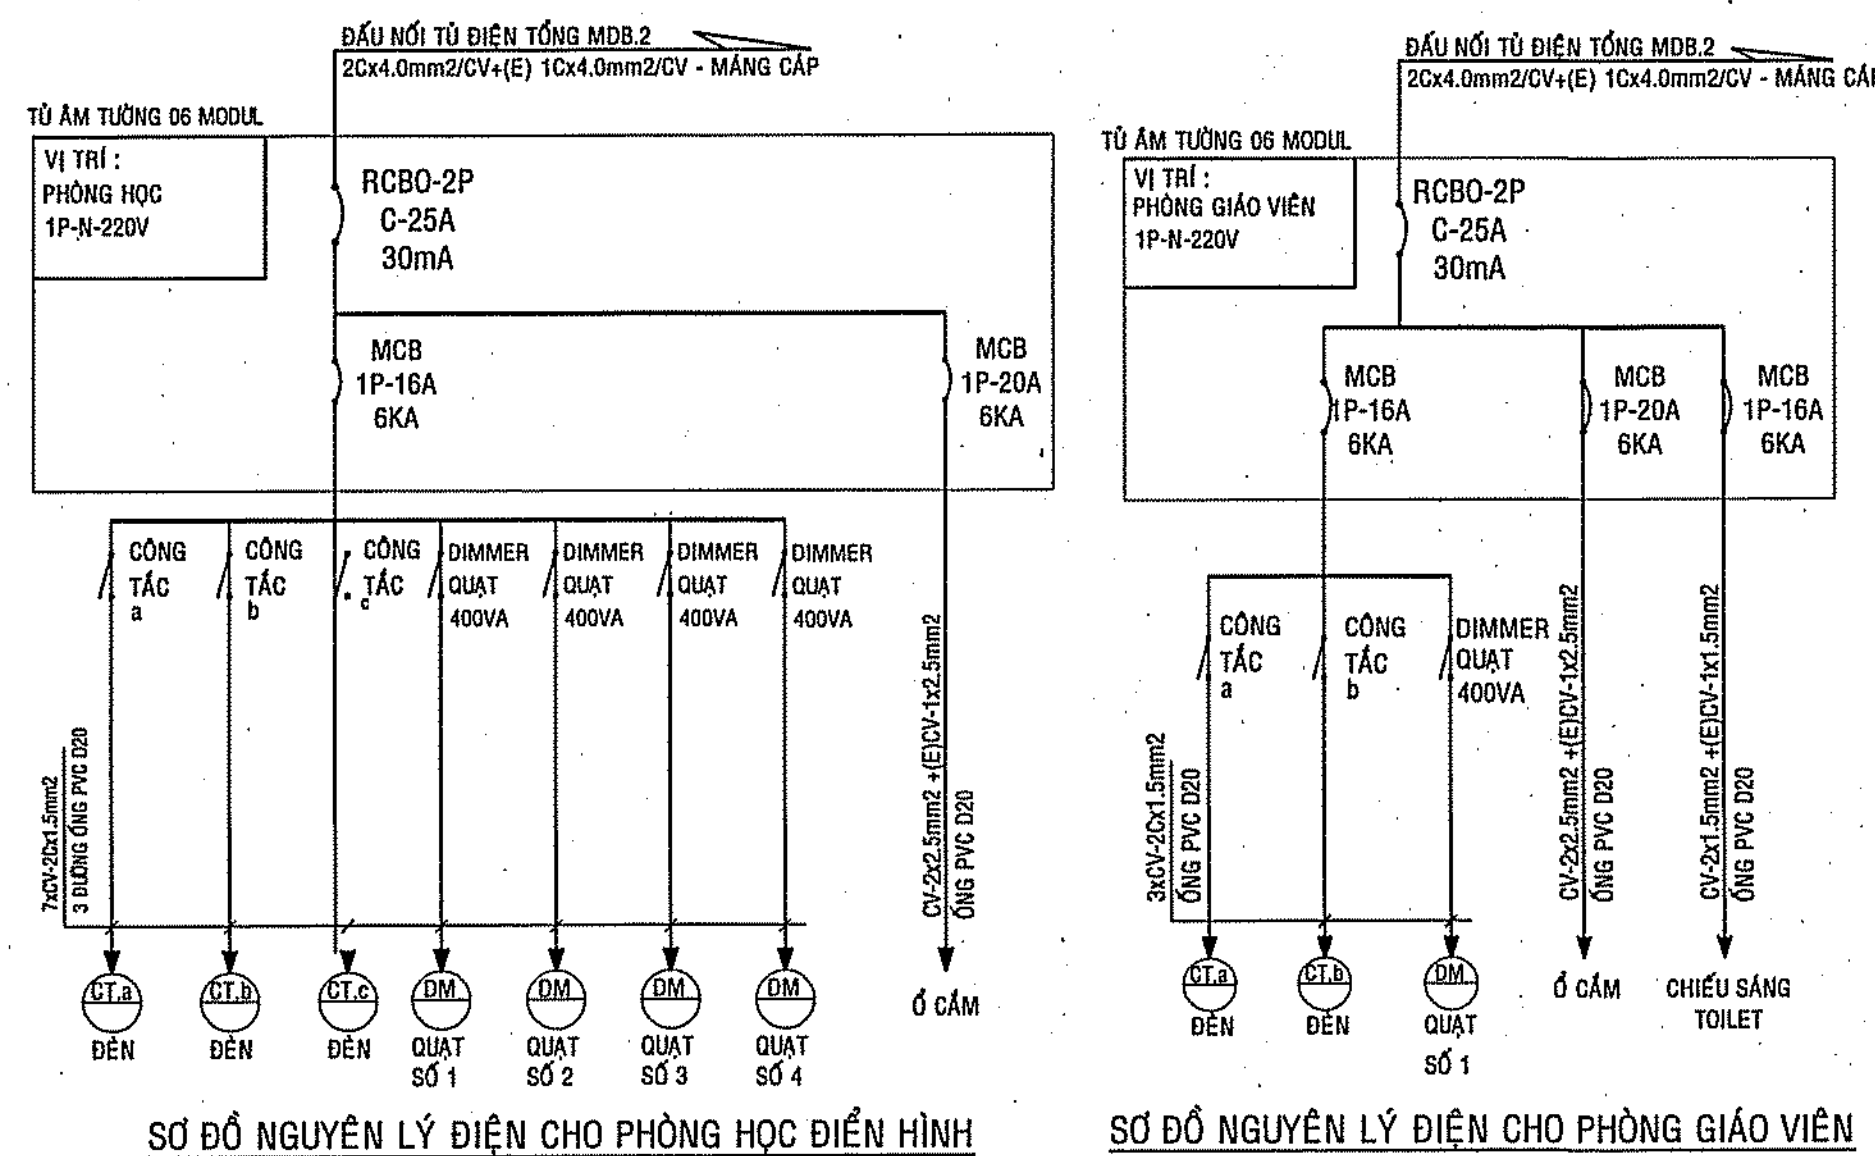 ĐẤU NỐI TỦ ĐIỆN TỔNG MDB.2
2Cx4.0mm2/CV+(E) 1Cx4.0mm2/CV - MÁNG CÁP
TỦ ÂM TƯỜNG 06 MODUL
VỊ TRÍ :
PHÒNG HỌC
1P-N-220V
RCBO-2P
C-25A
30mA
MCB
1P-16A
6KA
MCB
1P-20A
6KA
CÔNG
TẮC
a
CÔNG
TẮC
b
CÔNG
TẮC
c
DIMMER
QUẠT
400VA
DIMMER
QUẠT
400VA
DIMMER
QUẠT
400VA
DIMMER
QUẠT
400VA
7xCV-2Cx1.5mm2
3 ĐƯỜNG ỐNG PVC D20
CV-2x2.5mm2 +(E)CV-1x2.5mm2
ỐNG PVC D20
CT.a
ĐÈN
CT.b
ĐÈN
CT.c
ĐÈN
DM
QUẠT
SỐ 1
DM
QUẠT
SỐ 2
DM
QUẠT
SỐ 3
DM
QUẠT
SỐ 4
Ổ CẮM
SƠ ĐỒ NGUYÊN LÝ ĐIỆN CHO PHÒNG HỌC ĐIỂN HÌNH
ĐẤU NỐI TỦ ĐIỆN TỔNG MDB.2
2Cx4.0mm2/CV+(E) 1Cx4.0mm2/CV - MÁNG
TỦ ÂM TƯỜNG 06 MODUL
VỊ TRÍ :
PHÒNG GIÁO VIÊN
1P-N-220V
RCBO-2P
C-25A
30mA
MCB
1P-16A
6KA
MCB
1P-20A
6KA
MCB
1P-16A
6KA
CÔNG
TẮC
a
CÔNG
TẮC
b
DIMMER
QUẠT
400VA
3xCV-2Cx1.5mm2
ỐNG PVC D20
CV-2x2.5mm2 +(E)CV-1x2.5mm2
ỐNG PVC D20
CV-2x1.5mm2 +(E)CV-1x1.5mm2
ỐNG PVC D20
CT.a
ĐÈN
CT.b
ĐÈN
DM
QUẠT
SỐ 1
Ổ CẮM
CHIẾU SÁNG
TOILET
SƠ ĐỒ NGUYÊN LÝ ĐIỆN CHO PHÒNG GIÁO VIÊN